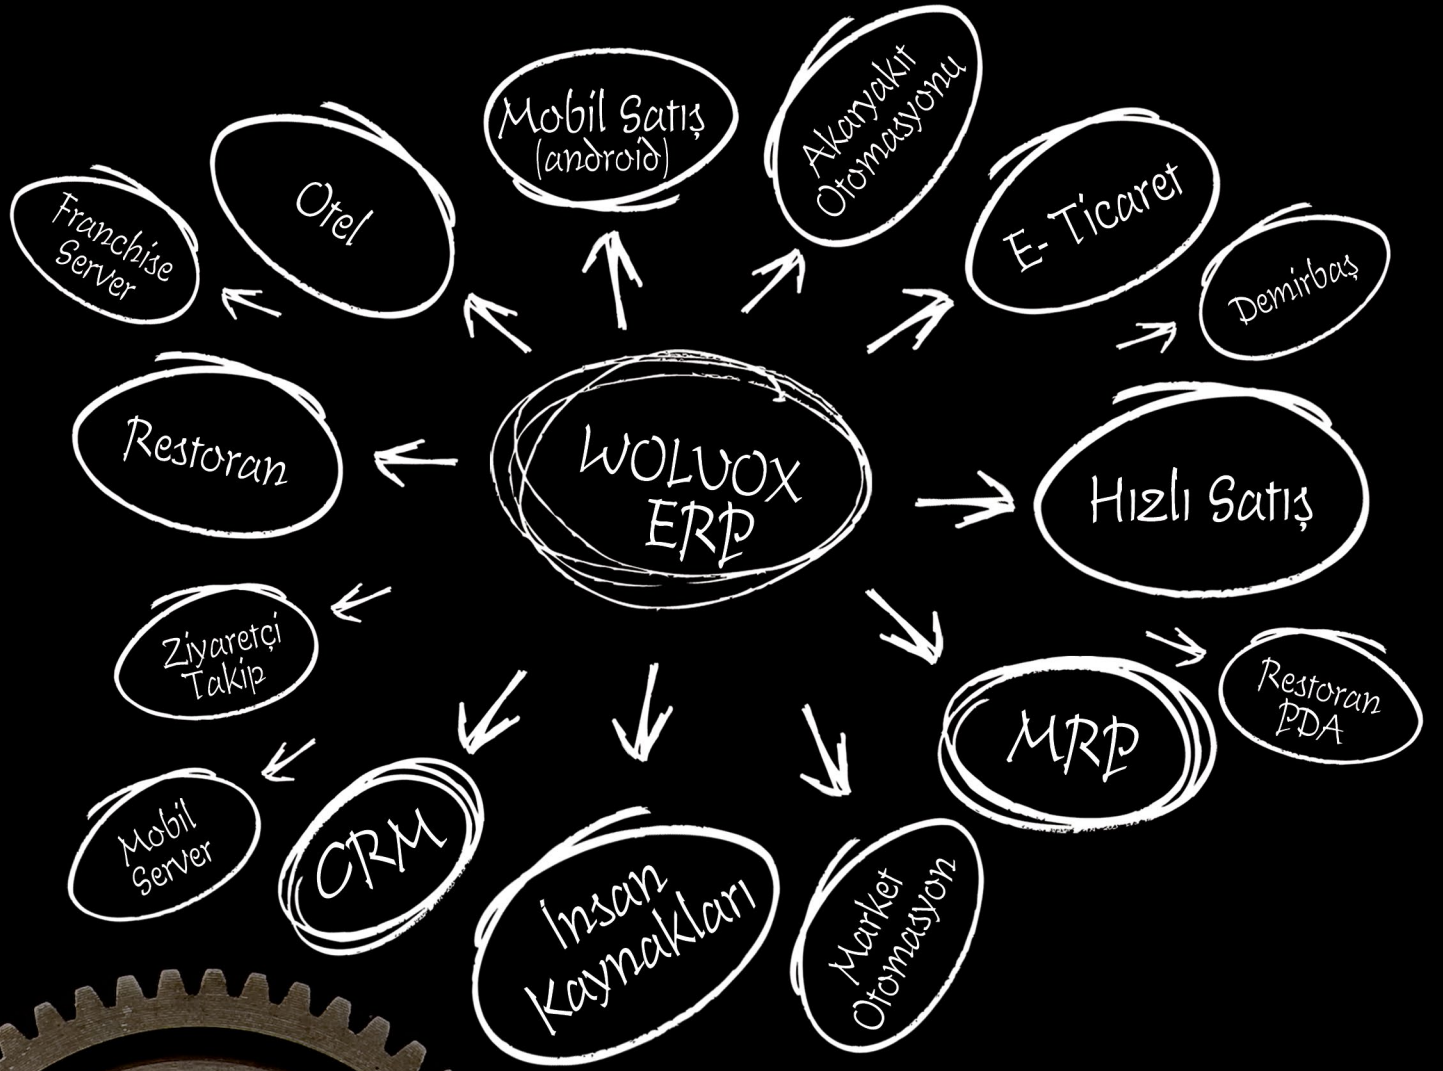 Mobil Satış
(android)
Akaryakıt
Otomasyonu
Otel
E- Ticaret
Franchise
Server
Demirbaş
Restoran
WOLVOX
ERP
Hızlı Satış
Ziyaretçi
Takip
Restoran
PDA
MRP
Mobil
Server
CRM
İnsan
Kaynakları
Market
Otomasyon